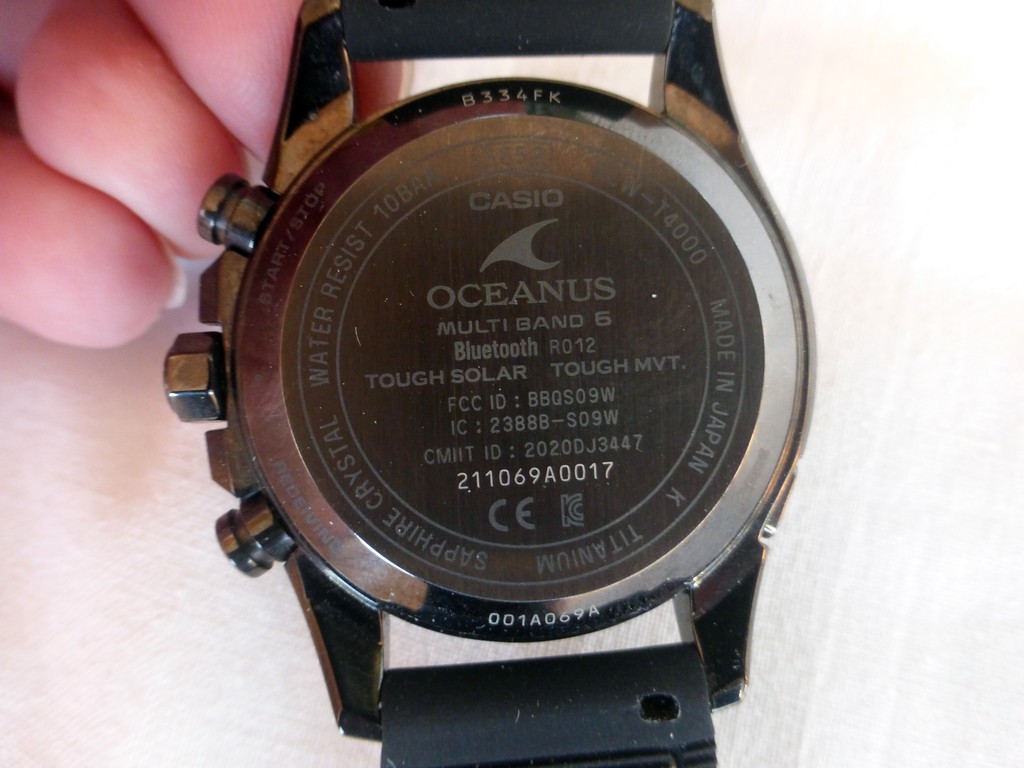 B334FK
WATER RESIST 10BAR
W-T4000
MADE IN JAPAN K
TITANIUM
SAPPHIRE CRYSTAL
START/STOP
CASIO
OCEANUS
MULTI BAND 6
Bluetooth R012
TOUGH SOLAR TOUGH MVT.
FCC ID : BBQS09W
IC : 2388B-S09W
CMIIT ID : 2020DJ3447
211069A0017
CE
001A069A